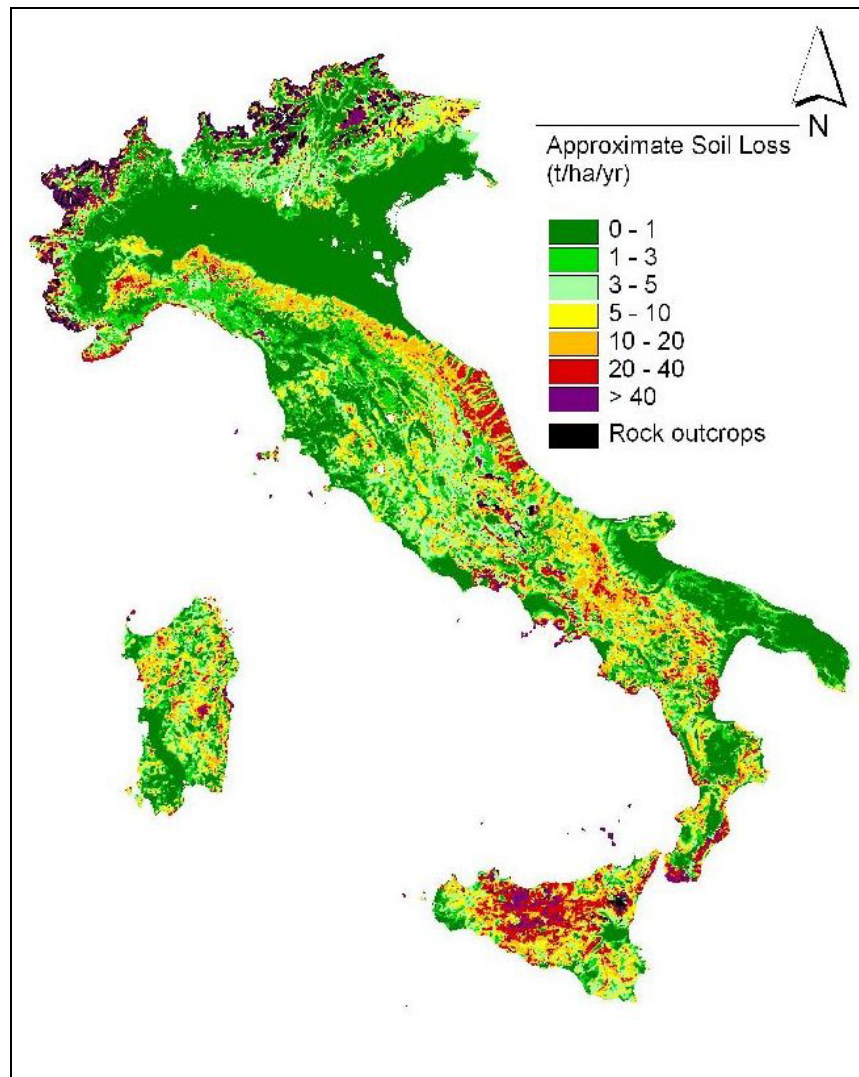 N
Approximate Soil Loss
(t/ha/yr)
0 - 1
1 - 3
3 - 5
5 - 10
10 - 20
20 - 40
> 40
Rock outcrops